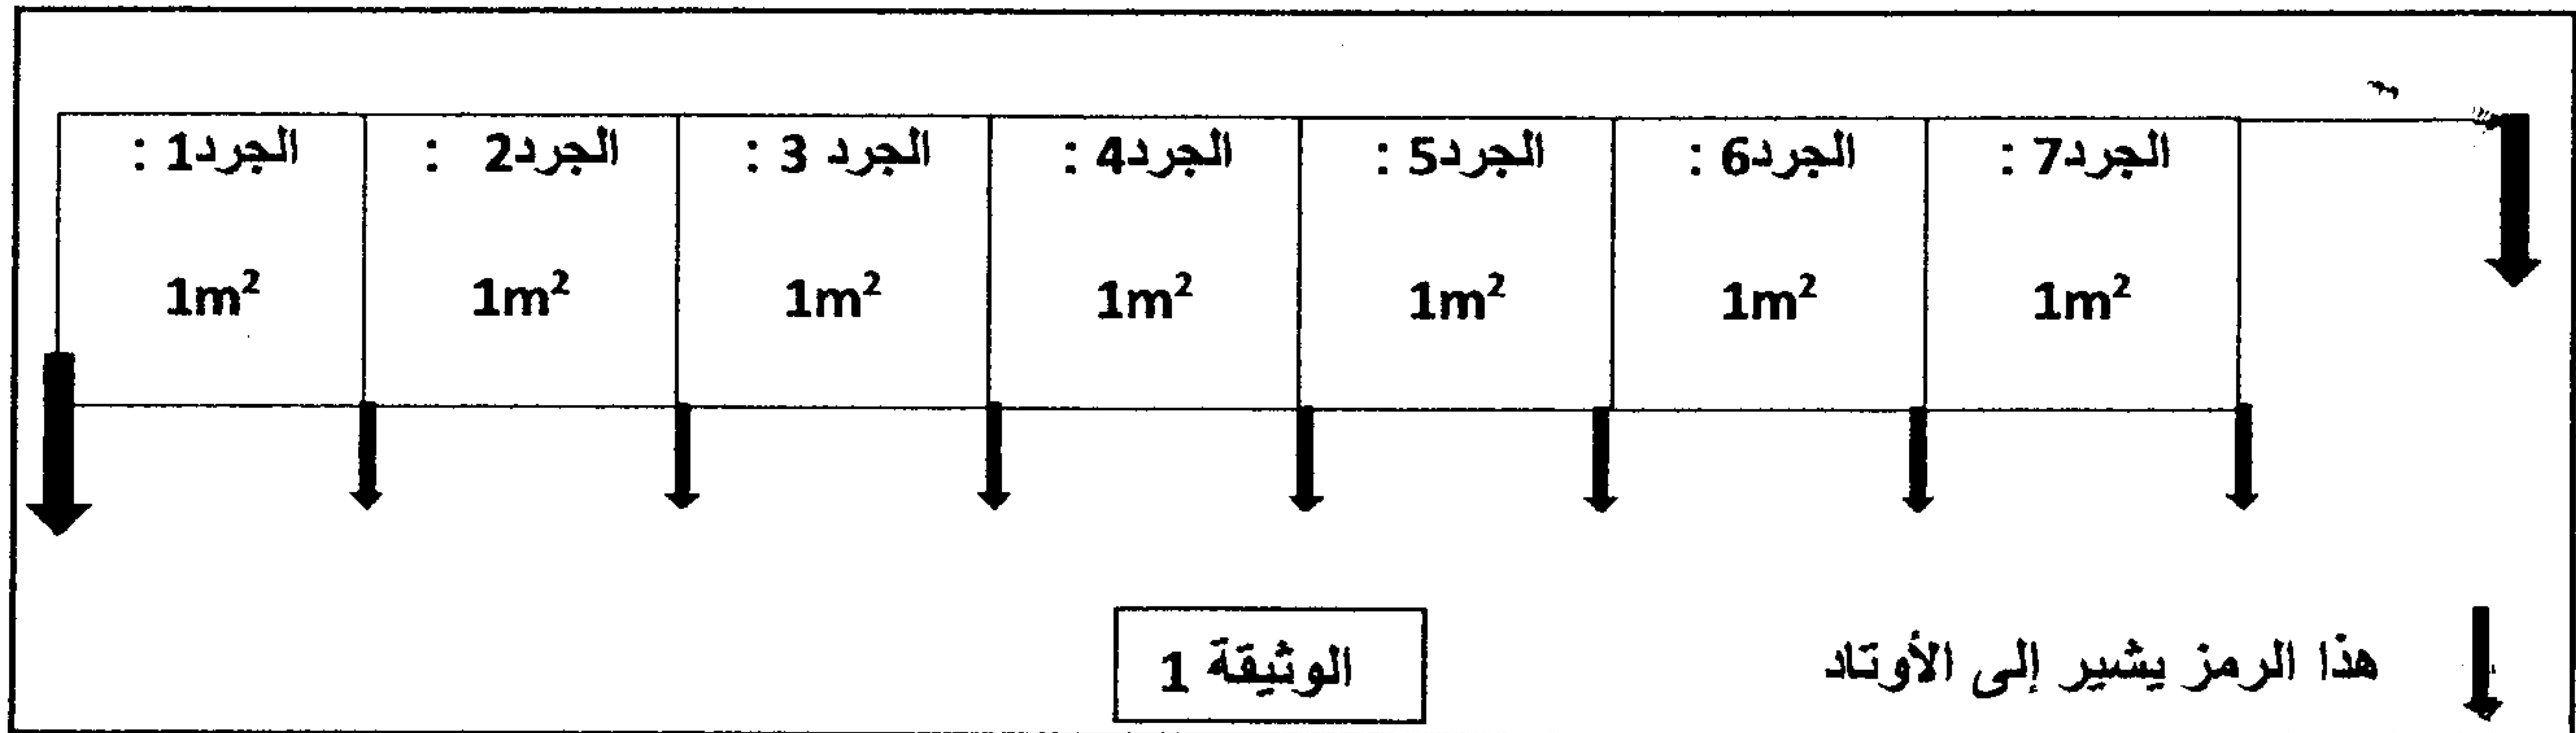 الجرد1 :
الجرد2 :
الجرد 3 :
الجرد4 :
الجرد5 :
الجرد6 :
الجرد7 :
1m²
1m²
1m²
1m²
1m²
1m²
1m²
الوثيقة 1
هذا الرمز يشير إلى الأوتاد